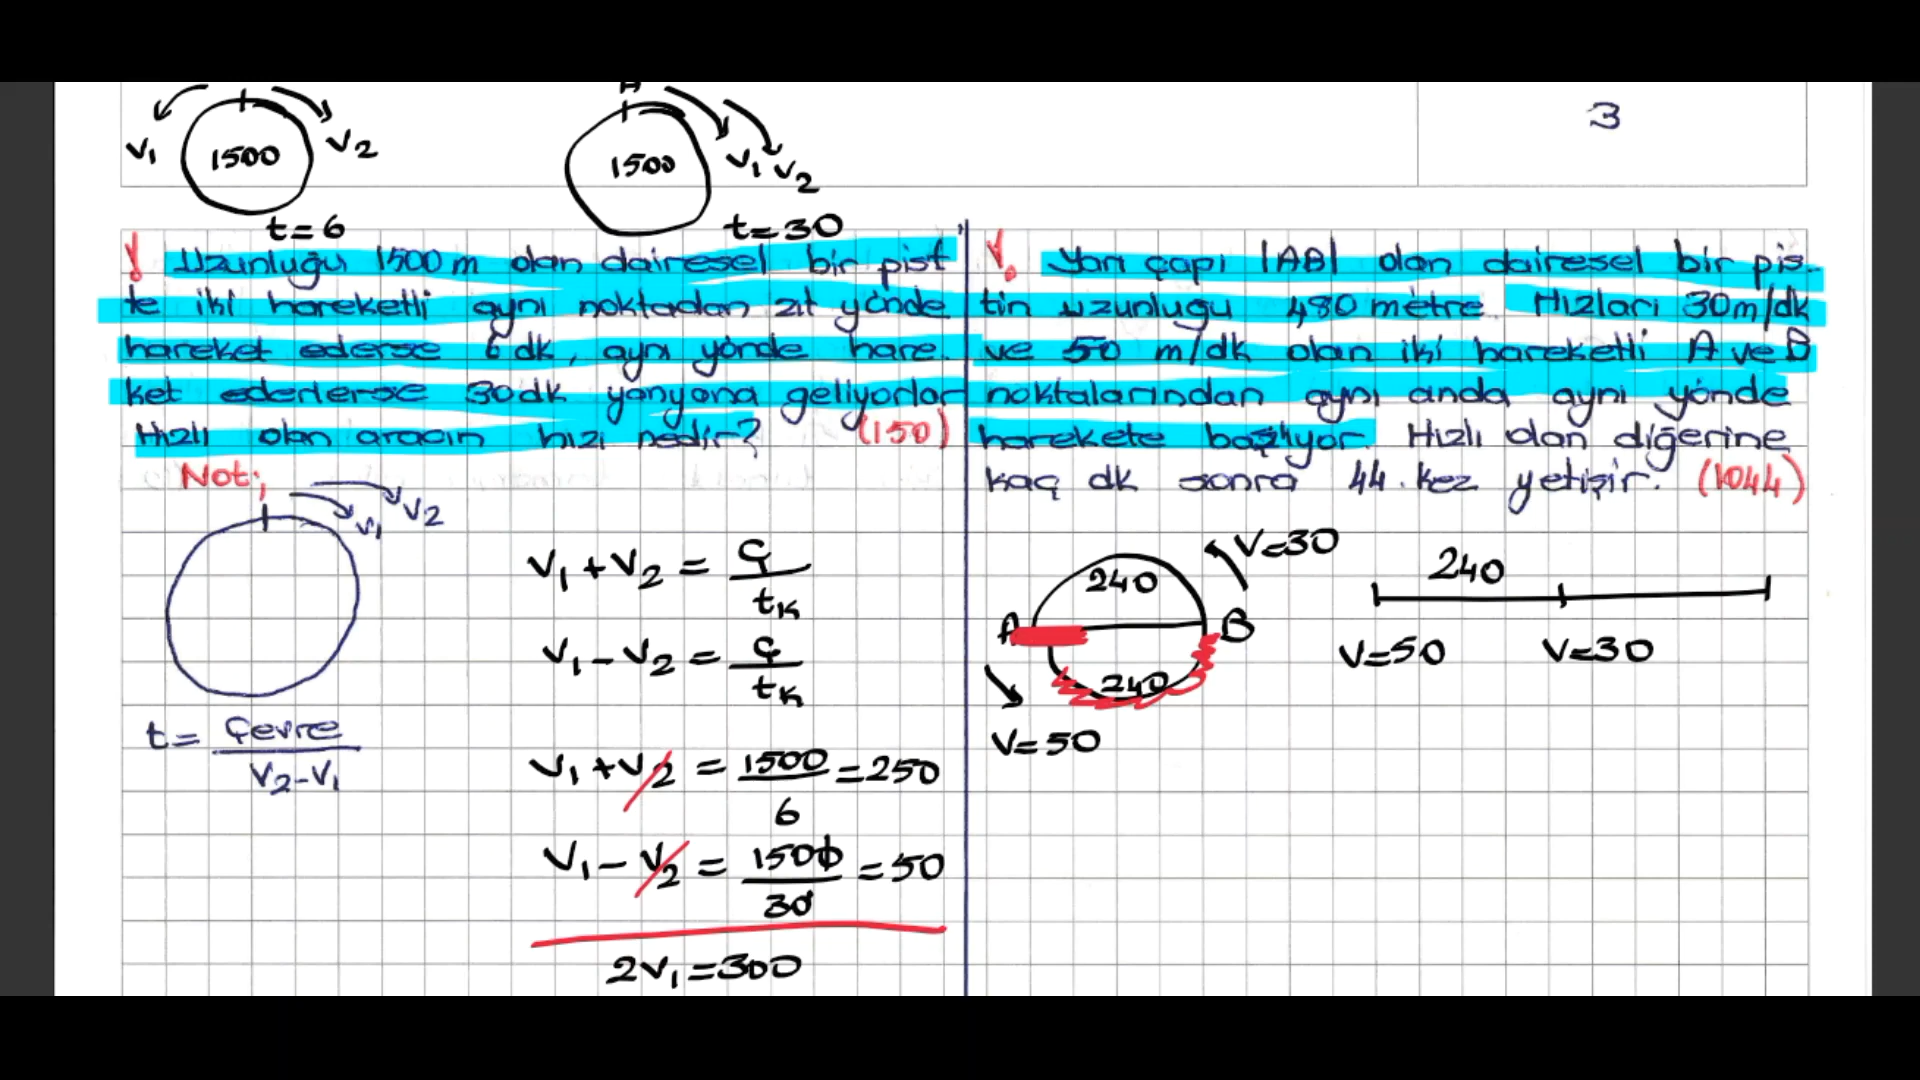 3
V1 1500 V2
t=6
1500 V1 V2
t=30
Uzunluğu 1500 m olan dairesel bir pist
te iki hareketli aynı noktadan zıt yönde
hareket ederse 6 dk, aynı yönde hare
ket ederlerse 30 dk yanyana geliyorlar
Hızlı olan aracın hızı nedir? (150)
Not;
V1 V2
t = Çevre / V2-V1
V1 + V2 = Ç / tK
V1 - V2 = Ç / tK
V1 + V2 = 1500 / 6 = 250
V1 - V2 = 1500 / 30 = 50
2V1 = 300
Yarı çapı |AB| olan dairesel bir pis-
tin uzunluğu 480 metre. Hızları 30m/dk
ve 50 m/dk olan iki hareketli A ve B
noktalarından aynı anda aynı yönde
harekete başlıyor. Hızlı olan diğerine
kaç dk sonra 44. kez yetişir. (1044)
V=30
240
A B
240
V=50
240
V=50 V=30